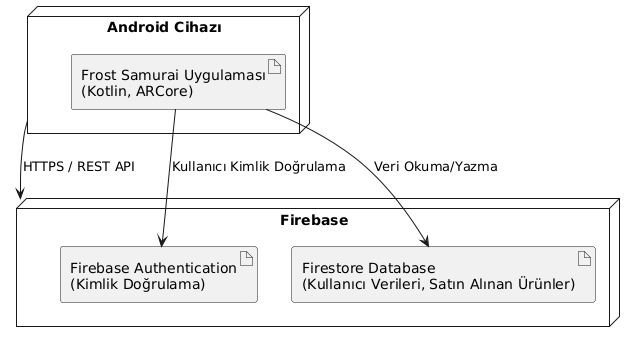 Android Cihazı
Frost Samurai Uygulaması
(Kotlin, ARCore)
HTTPS / REST API
Kullanıcı Kimlik Doğrulama
Veri Okuma/Yazma
Firebase
Firebase Authentication
(Kimlik Doğrulama)
Firestore Database
(Kullanıcı Verileri, Satın Alınan Ürünler)